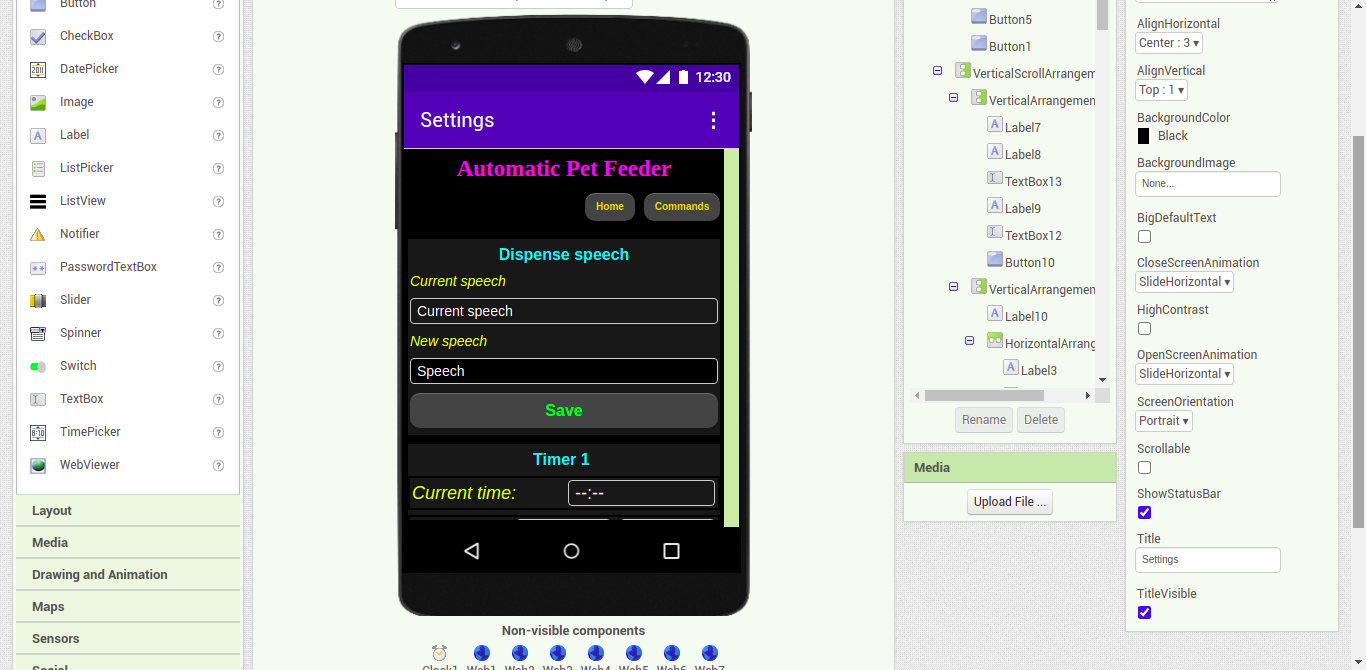 Button
CheckBox
DatePicker
Image
Label
ListPicker
ListView
Notifier
PasswordTextBox
Slider
Spinner
Switch
TextBox
TimePicker
WebViewer
Layout
Media
Drawing and Animation
Maps
Sensors
Social
12:30
Settings
Automatic Pet Feeder
Home
Commands
Dispense speech
Current speech
Current speech
New speech
Speech
Save
Timer 1
Current time:
--:--
Non-visible components
Clock1 Web1 Web2 Web3 Web4 Web5 Web6 Web7
Button5
Button1
VerticalScrollArrangem
VerticalArrangemen
Label7
Label8
TextBox13
Label9
TextBox12
Button10
VerticalArrangemen
Label10
HorizontalArrang
Label3
Rename Delete
Media
Upload File ...
AlignHorizontal
Center : 3 ▾
AlignVertical
Top : 1 ▾
BackgroundColor
Black
BackgroundImage
None...
BigDefaultText
CloseScreenAnimation
SlideHorizontal ▾
HighContrast
OpenScreenAnimation
SlideHorizontal ▾
ScreenOrientation
Portrait ▾
Scrollable
ShowStatusBar
Title
Settings
TitleVisible